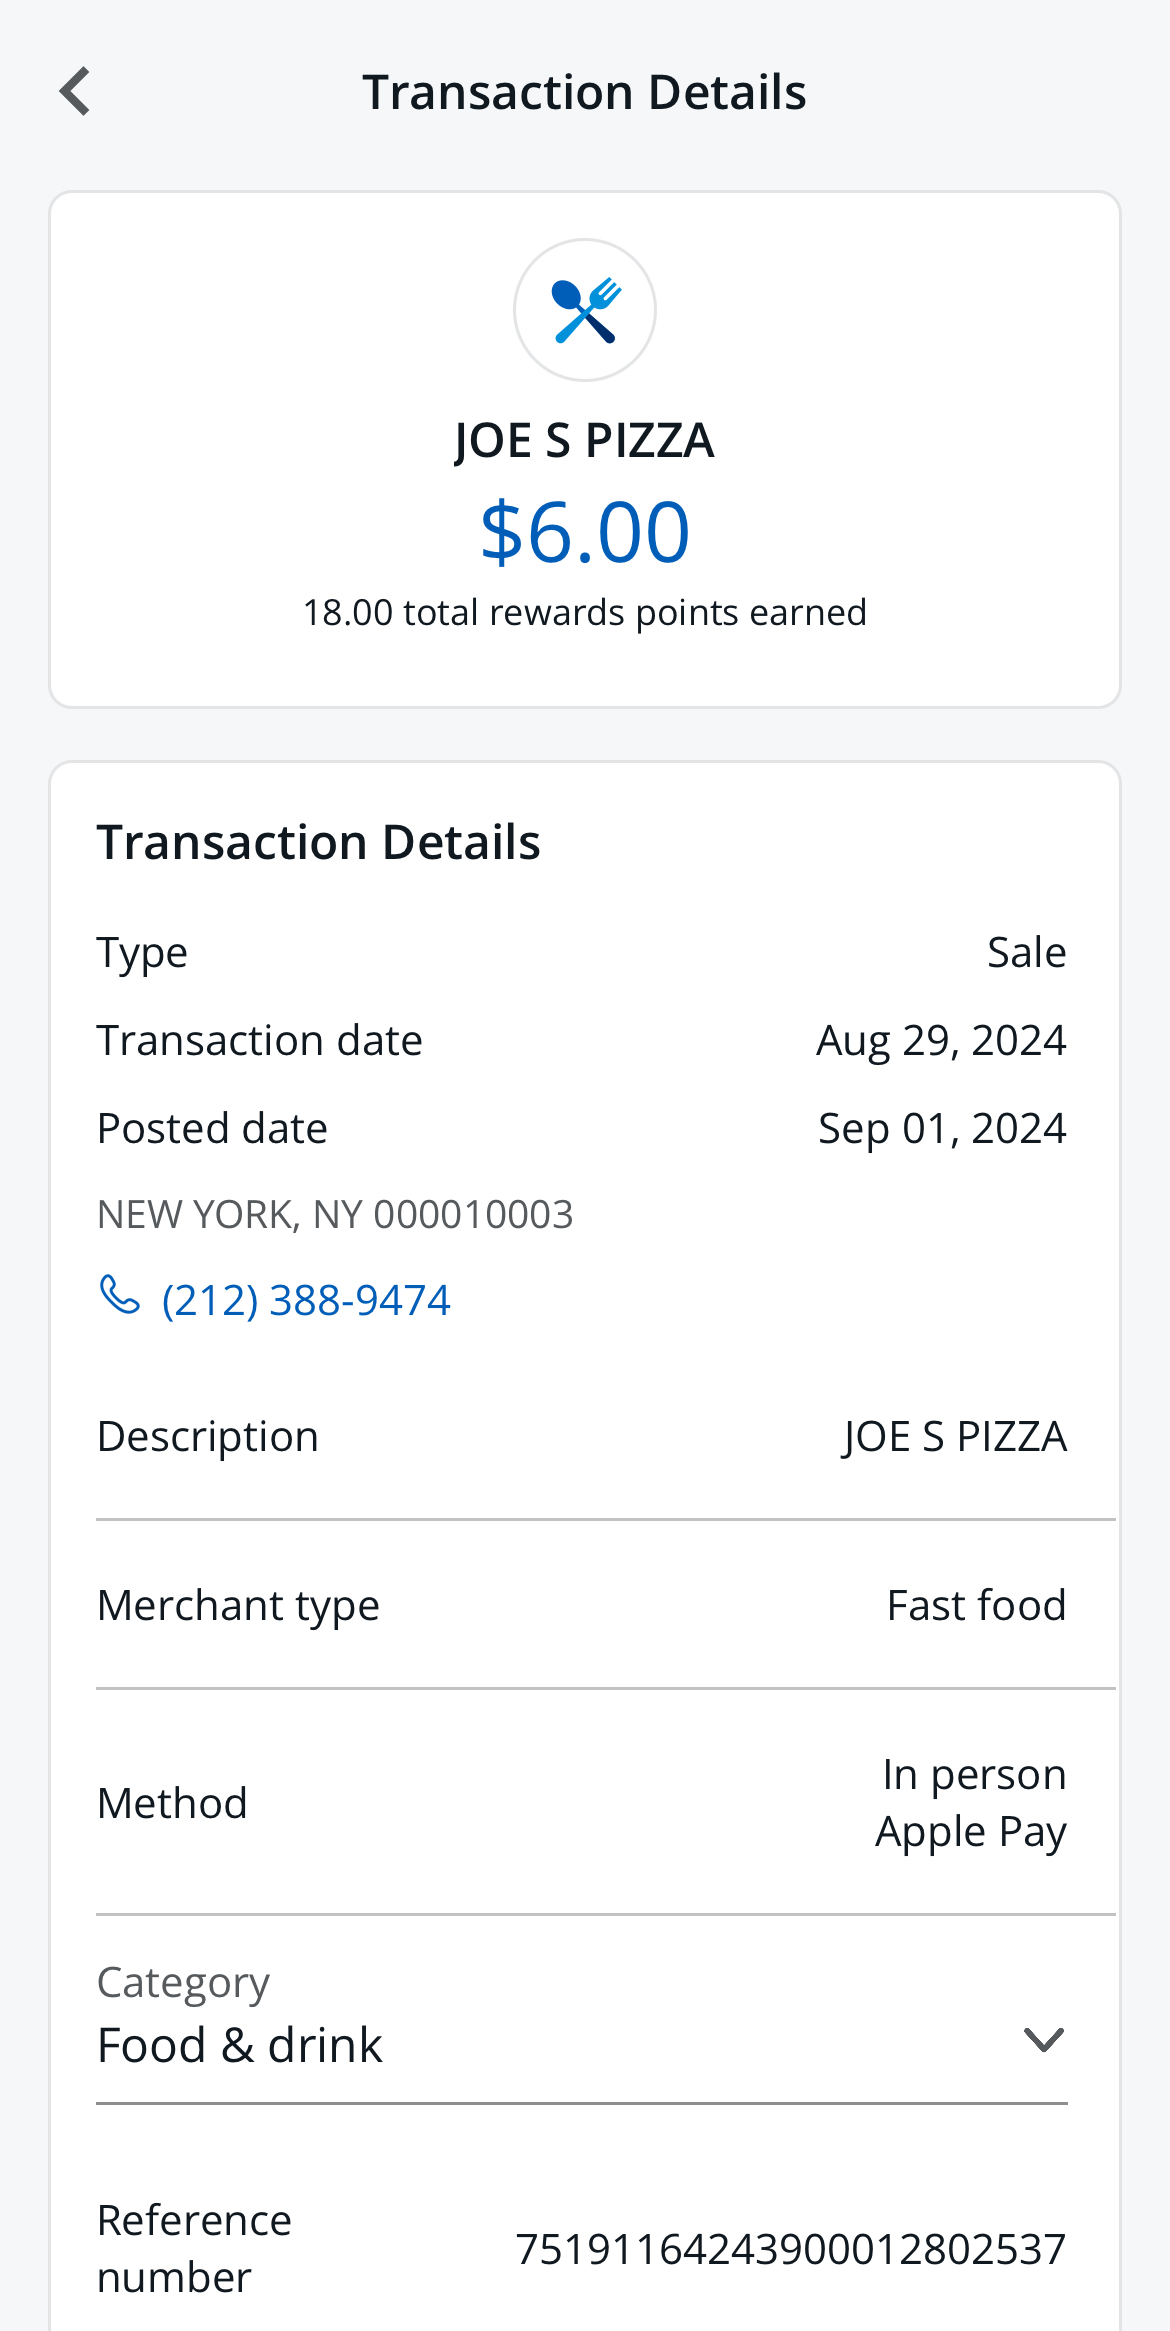 Transaction Details
JOE S PIZZA
$6.00
18.00 total rewards points earned
Transaction Details
Type Sale
Transaction date Aug 29, 2024
Posted date Sep 01, 2024
NEW YORK, NY 000010003
(212) 388-9474
Description JOE S PIZZA
Merchant type Fast food
Method In person
Apple Pay
Category
Food & drink
Reference
number 75191164243900012802537